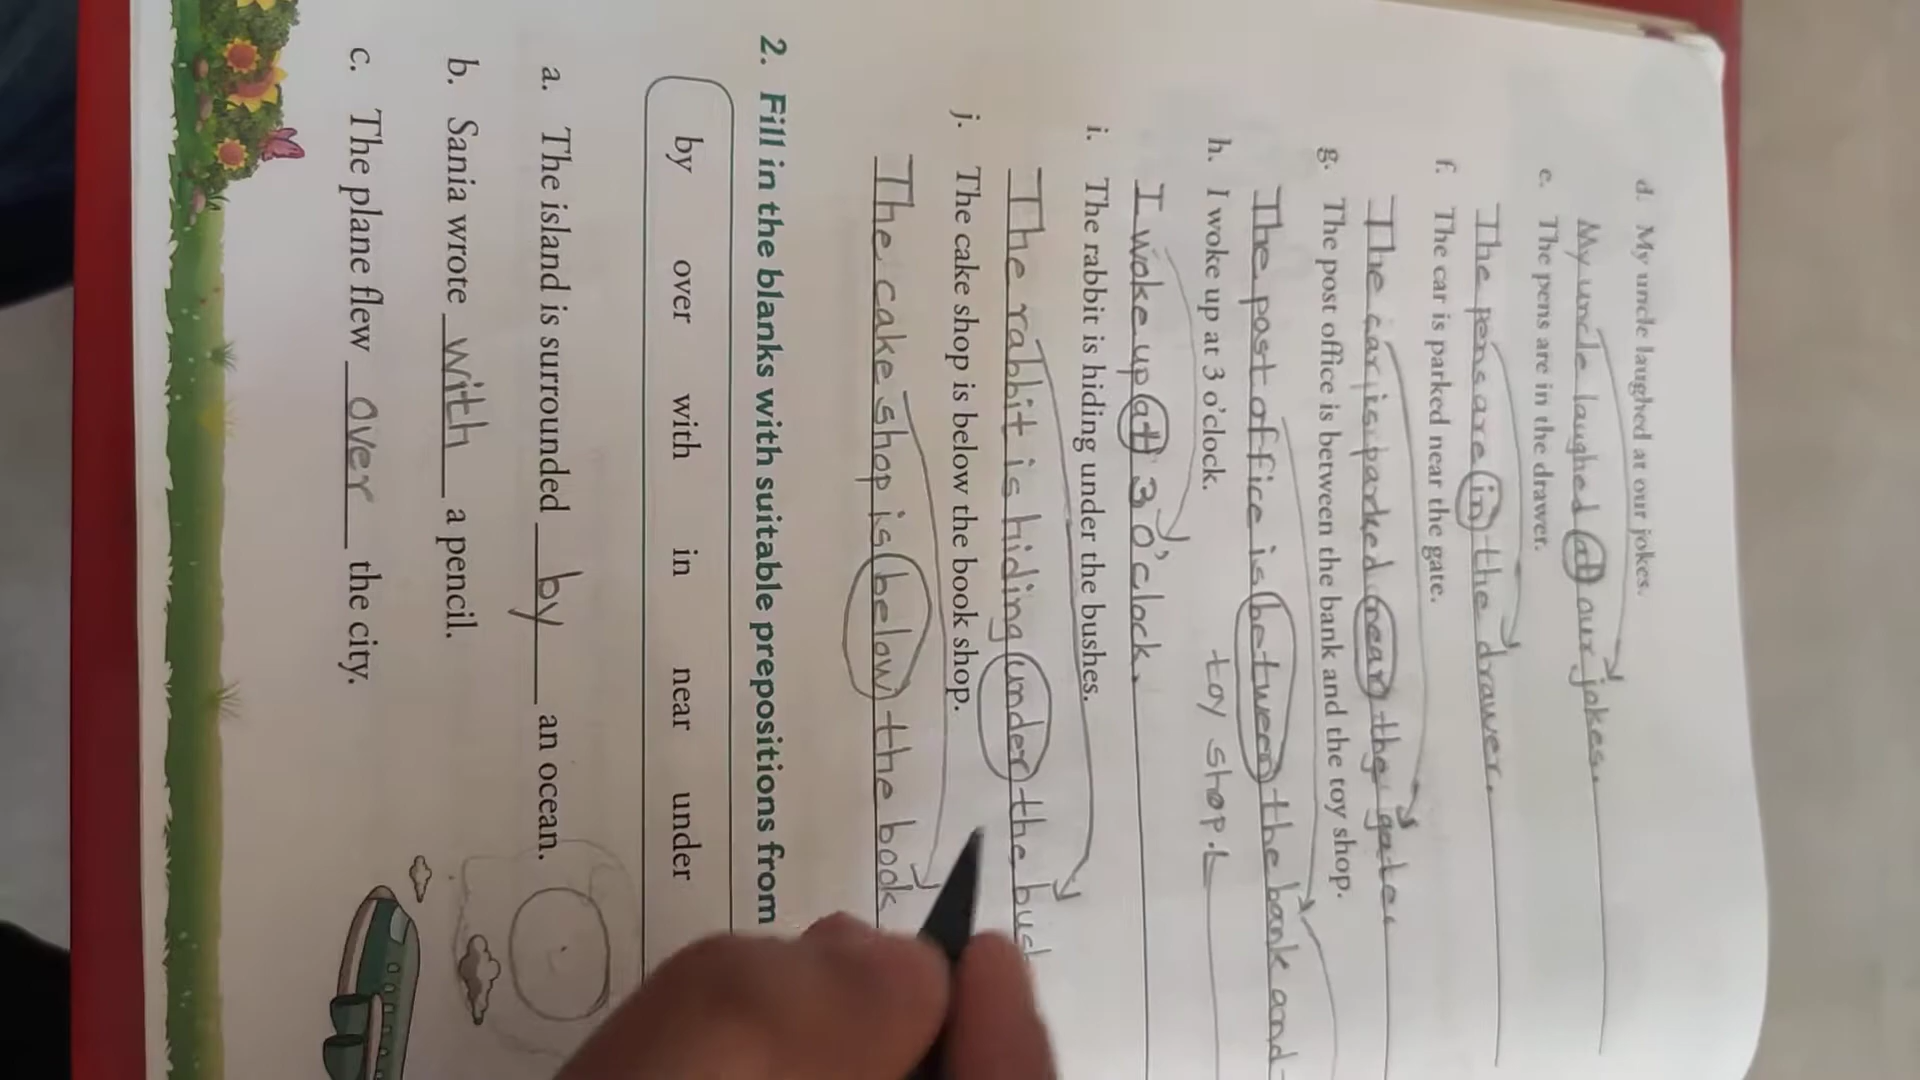 d. My uncle laughed at our jokes.
My uncle laughed at our jokes.
e. The pens are in the drawer.
The pens are in the drawer.
f. The car is parked near the gate.
The car is parked near the gate.
g. The post office is between the bank and the toy shop.
The post office is between the bank and
toy shop.
h. I woke up at 3 o'clock.
I woke up at 3 o'clock.
i. The rabbit is hiding under the bushes.
The rabbit is hiding under the
j. The cake shop is below the book shop.
The cake shop is below the book
2. Fill in the blanks with suitable prepositions from
by over with in near under
a. The island is surrounded by an ocean.
b. Sania wrote with a pencil.
c. The plane flew over the city.